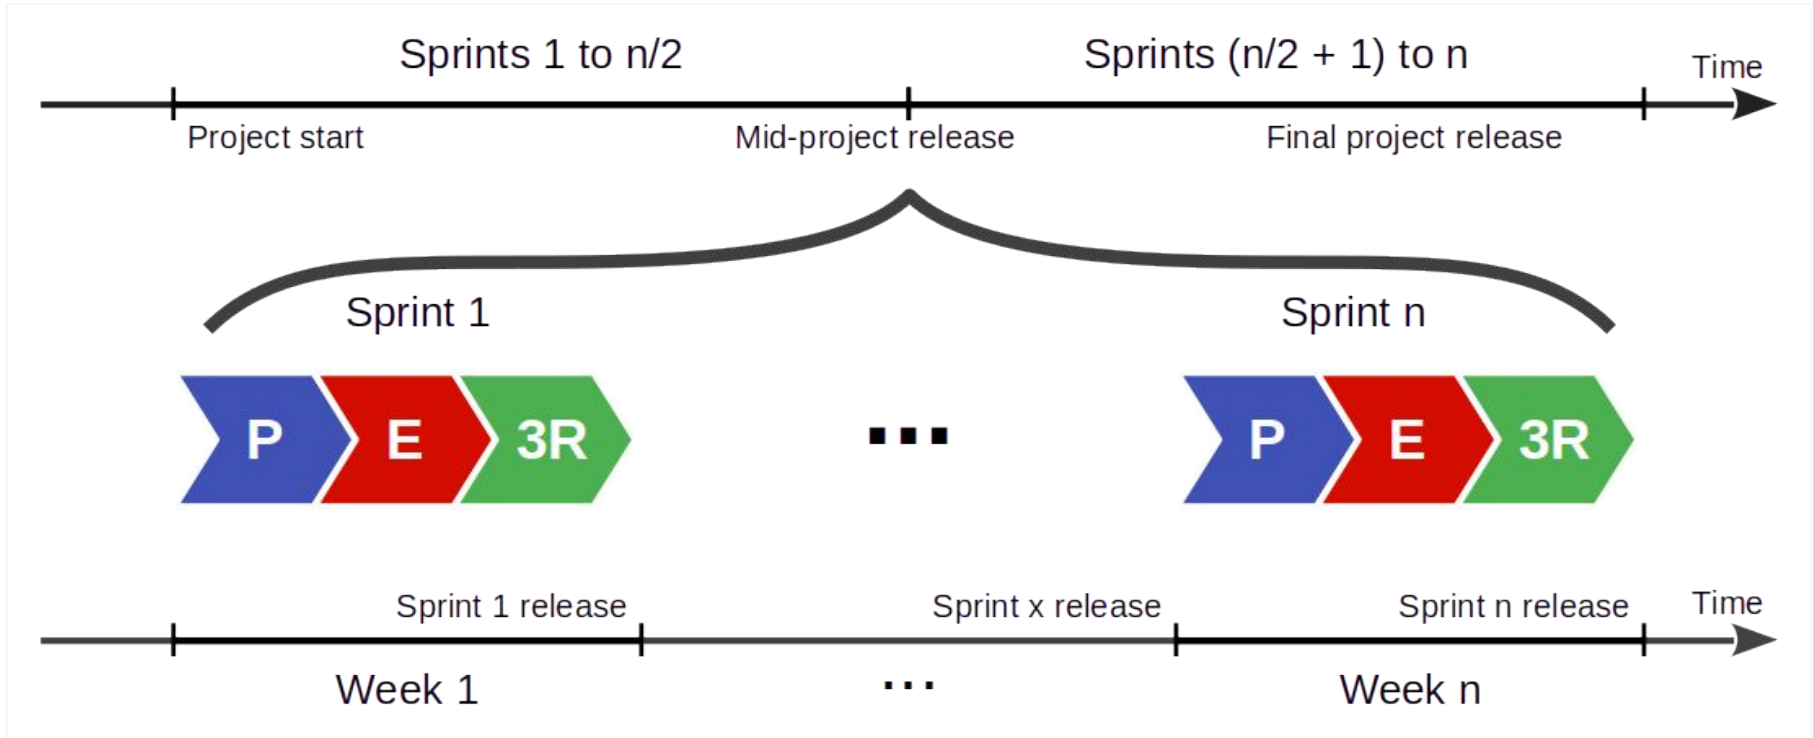 Sprints 1 to n/2
Sprints (n/2 + 1) to n
Time
Project start
Mid-project release
Final project release
Sprint 1
Sprint n
P
E
3R
...
P
E
3R
Sprint 1 release
Sprint x release
Sprint n release
Time
Week 1
...
Week n